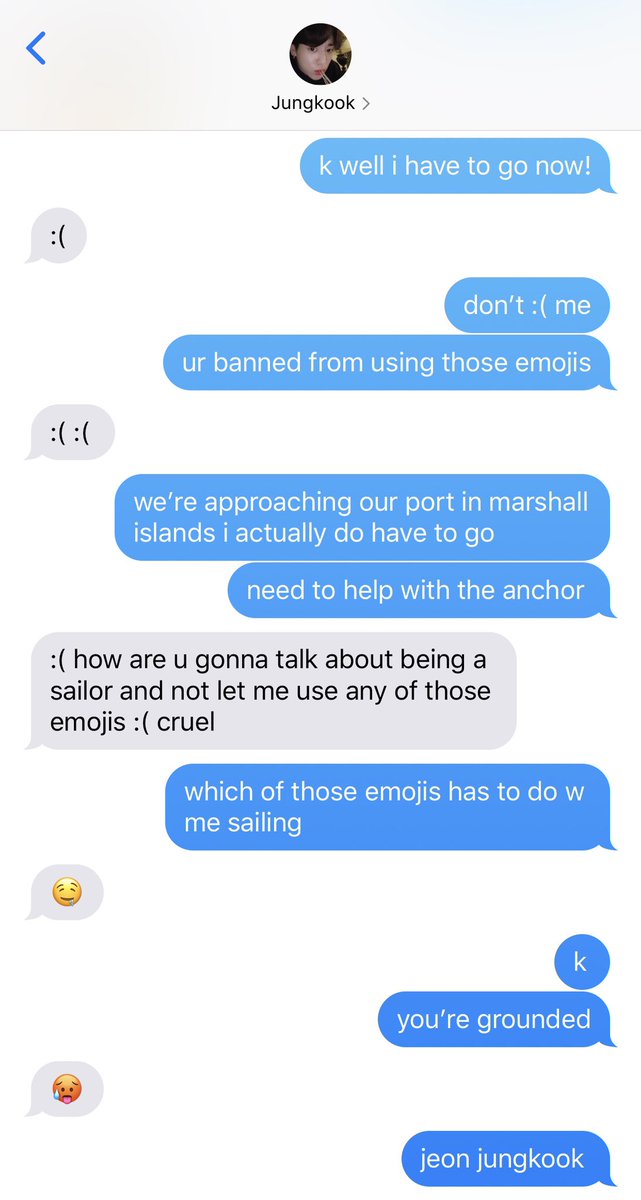 Jungkook
k well i have to go now!
:(
don’t :( me
ur banned from using those emojis
:( :(
we’re approaching our port in marshall
islands i actually do have to go
need to help with the anchor
:( how are u gonna talk about being a
sailor and not let me use any of those
emojis :( cruel
which of those emojis has to do w
me sailing
🤤
k
you’re grounded
🥵
jeon jungkook